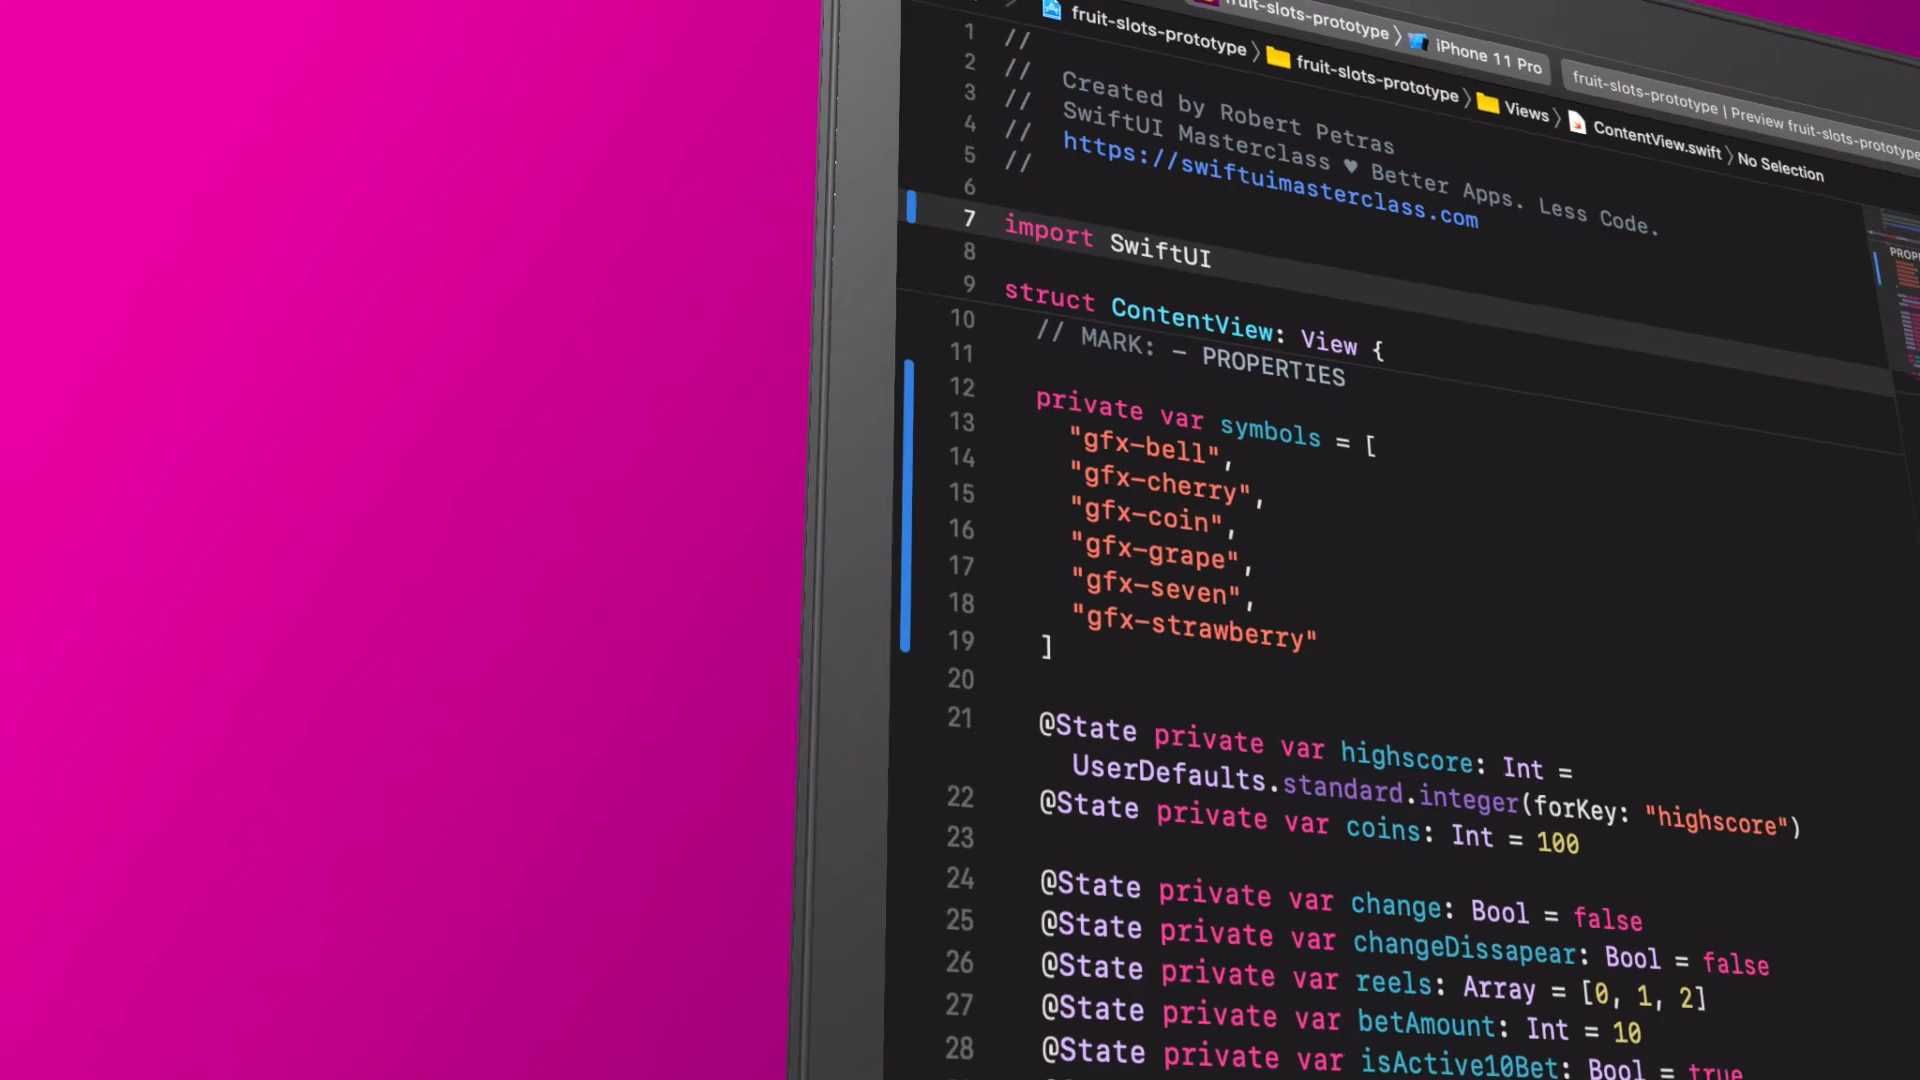 fruit-slots-prototype 〉 iPhone 11 Pro
fruit-slots-prototype | Preview fruit-slots-prototype
fruit-slots-prototype 〉 fruit-slots-prototype 〉 Views 〉 ContentView.swift 〉 No Selection
1 //
2 // Created by Robert Petras
3 // SwiftUI Masterclass ♥ Better Apps. Less Code.
4 // https://swiftuimasterclass.com
5 //
6
7 import SwiftUI
8
9 struct ContentView: View {
10 // MARK: - PROPERTIES
11
12 private var symbols = [
13 "gfx-bell",
14 "gfx-cherry",
15 "gfx-coin",
16 "gfx-grape",
17 "gfx-seven",
18 "gfx-strawberry"
19 ]
20
21 @State private var highscore: Int =
UserDefaults.standard.integer(forKey: "highscore")
22 @State private var coins: Int = 100
23
24 @State private var change: Bool = false
25 @State private var changeDissapear: Bool = false
26 @State private var reels: Array = [0, 1, 2]
27 @State private var betAmount: Int = 10
28 @State private var isActive10Bet: Bool = true